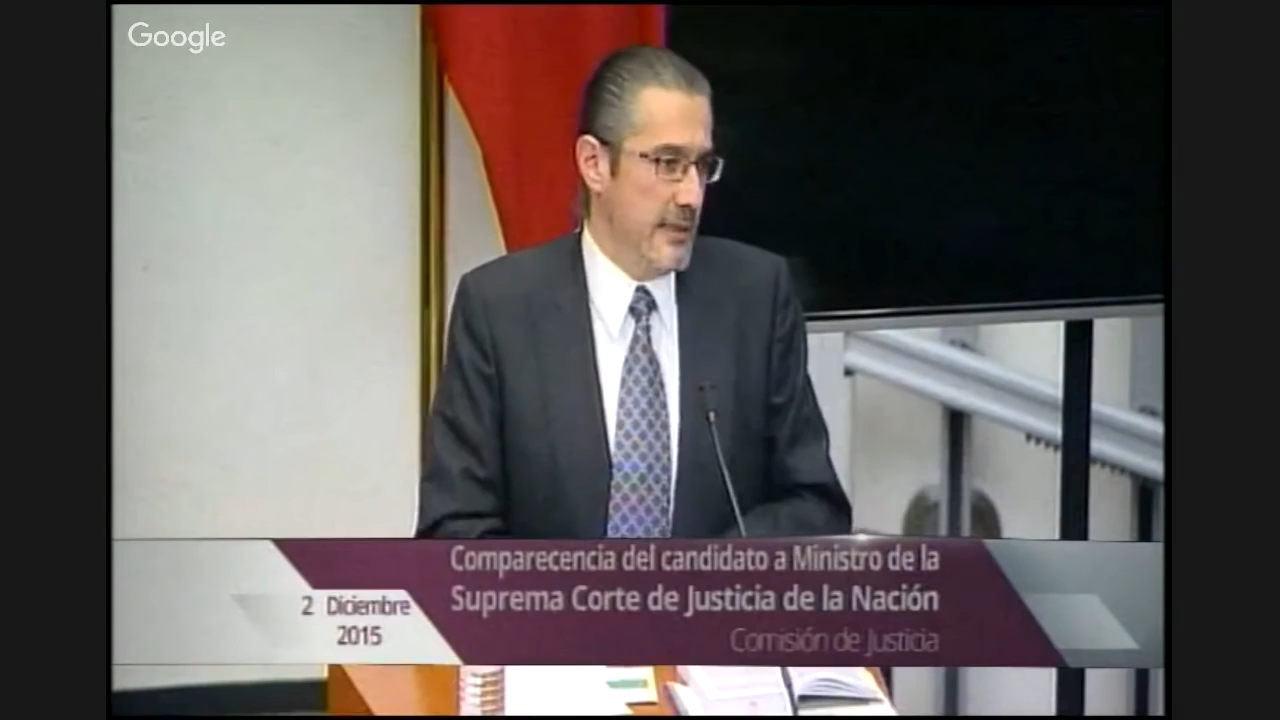 Google
Comparecencia del candidato a Ministro de la
Suprema Corte de Justicia de la Nación
Comisión de Justicia
2 Diciembre
2015